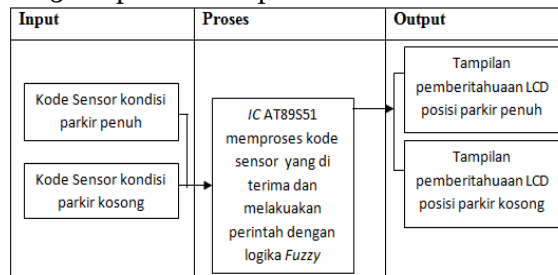 Input
Proses
Output
Kode Sensor kondisi
parkir penuh
Kode Sensor kondisi
parkir kosong
IC AT89S51
memproses kode
sensor yang di
terima dan
melakuakan
perintah dengan
logika Fuzzy
Tampilan
pemberitahuaan LCD
posisi parkir penuh
Tampilan
pemberitahuaan LCD
posisi parkir kosong